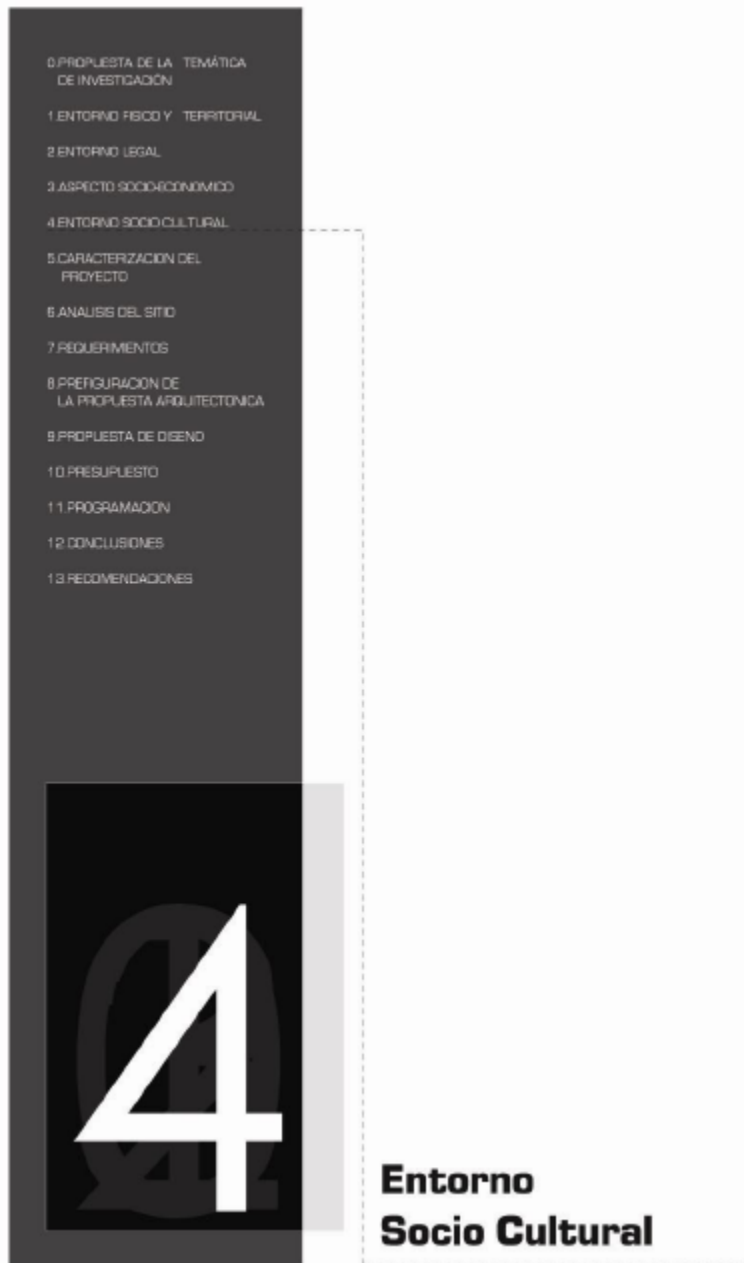 0.PROPUESTA DE LA TEMÁTICA
DE INVESTIGACIÓN
1.ENTORNO FISICO Y TERRITORIAL
2.ENTORNO LEGAL
3.ASPECTO SOCIO-ECONOMICO
4.ENTORNO SOCIO CULTURAL
5.CARACTERIZACION DEL
PROYECTO
6.ANALISIS DEL SITIO
7.REQUERIMIENTOS
8.PREFIGURACION DE
LA PROPUESTA ARQUITECTONICA
9.PROPUESTA DE DISENO
10.PRESUPUESTO
11.PROGRAMACION
12.CONCLUSIONES
13.RECOMENDACIONES
4
Entorno
Socio Cultural